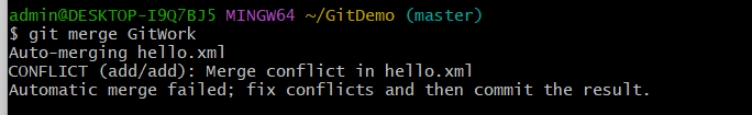 admin@DESKTOP-I9Q7BJ5 MINGW64 ~/GitDemo (master)
$ git merge GitWork
Auto-merging hello.xml
CONFLICT (add/add): Merge conflict in hello.xml
Automatic merge failed; fix conflicts and then commit the result.